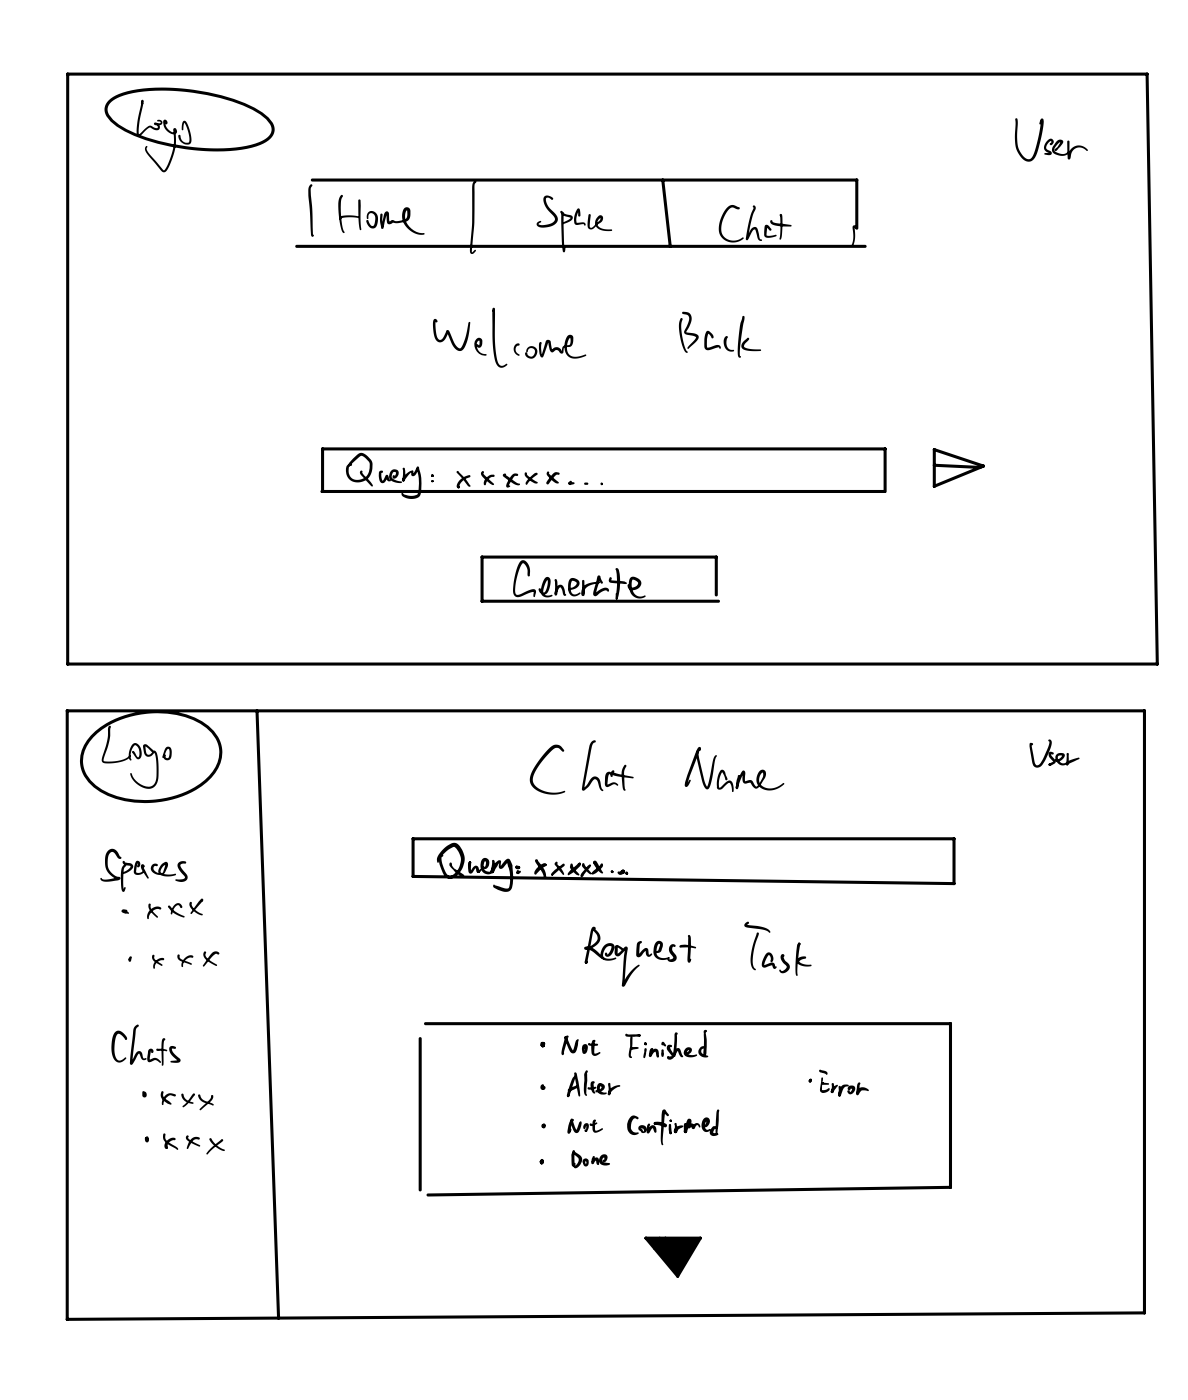 Logo
User
Home Space Chat
Welcome Back
Query: xxxxx...
Generate
Logo
Chat Name
User
Query: xxxxx...
Spaces
• xxx
• xxx
Request Task
Chats
• xxx
• xxx
• Not Finished
• Alter
• Error
• Not Confirmed
• Done